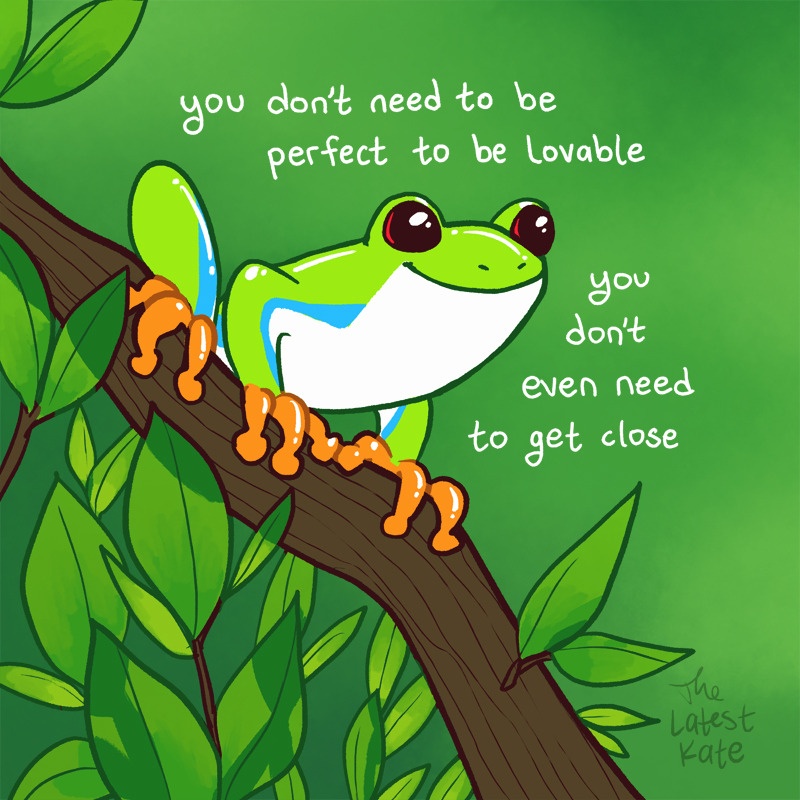 you don't need to be
perfect to be lovable
you
don't
even need
to get close
The
Latest
Kate